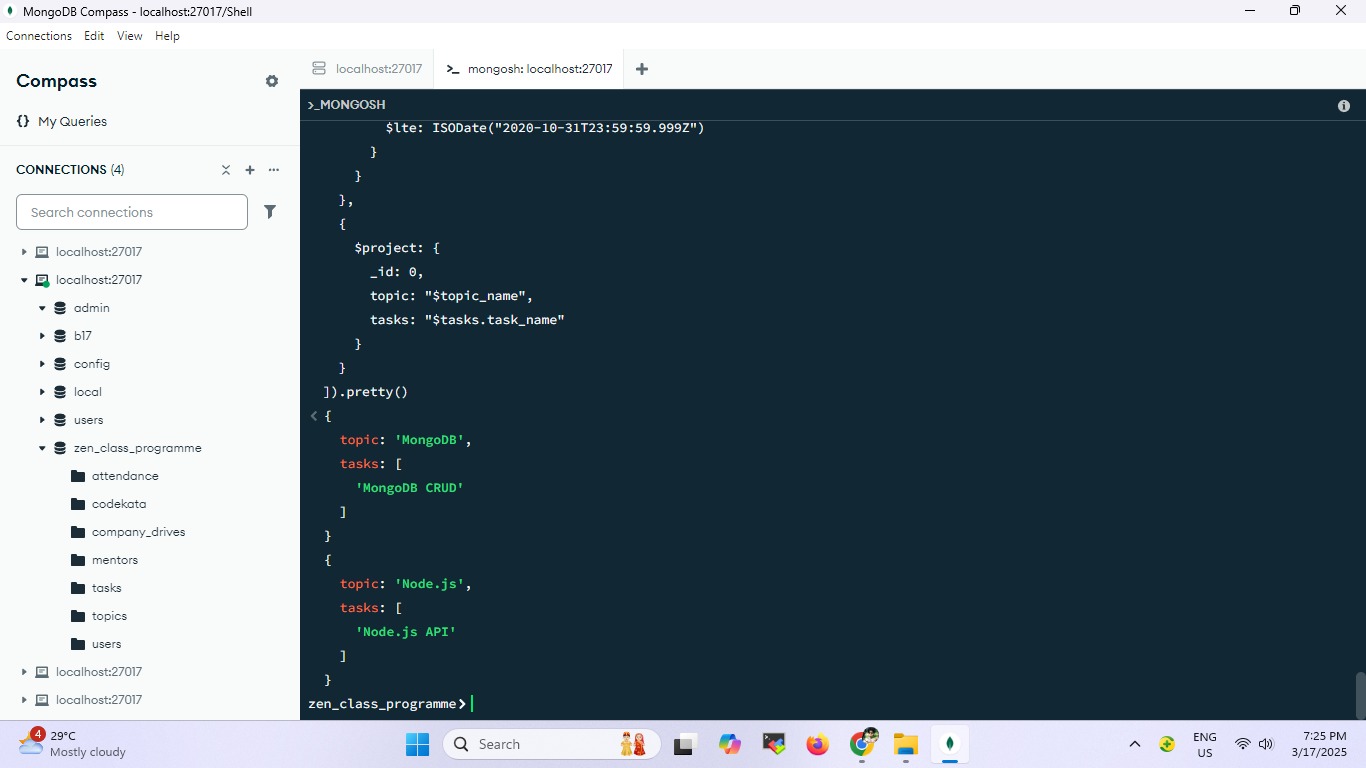 MongoDB Compass - localhost:27017/Shell
Connections Edit View Help
Compass
{} My Queries
CONNECTIONS (4)
Search connections
localhost:27017
localhost:27017
admin
b17
config
local
users
zen_class_programme
attendance
codekata
company_drives
mentors
tasks
topics
users
localhost:27017
localhost:27017
localhost:27017
>_ mongosh: localhost:27017
>_MONGOSH
$lte: ISODate("2020-10-31T23:59:59.999Z")
}
}
},
{
$project: {
_id: 0,
topic: "$topic_name",
tasks: "$tasks.task_name"
}
}
]).pretty()
< {
topic: 'MongoDB',
tasks: [
'MongoDB CRUD'
]
}
{
topic: 'Node.js',
tasks: [
'Node.js API'
]
}
zen_class_programme>
4
29°C
Mostly cloudy
Search
ENG
US
7:25 PM
3/17/2025